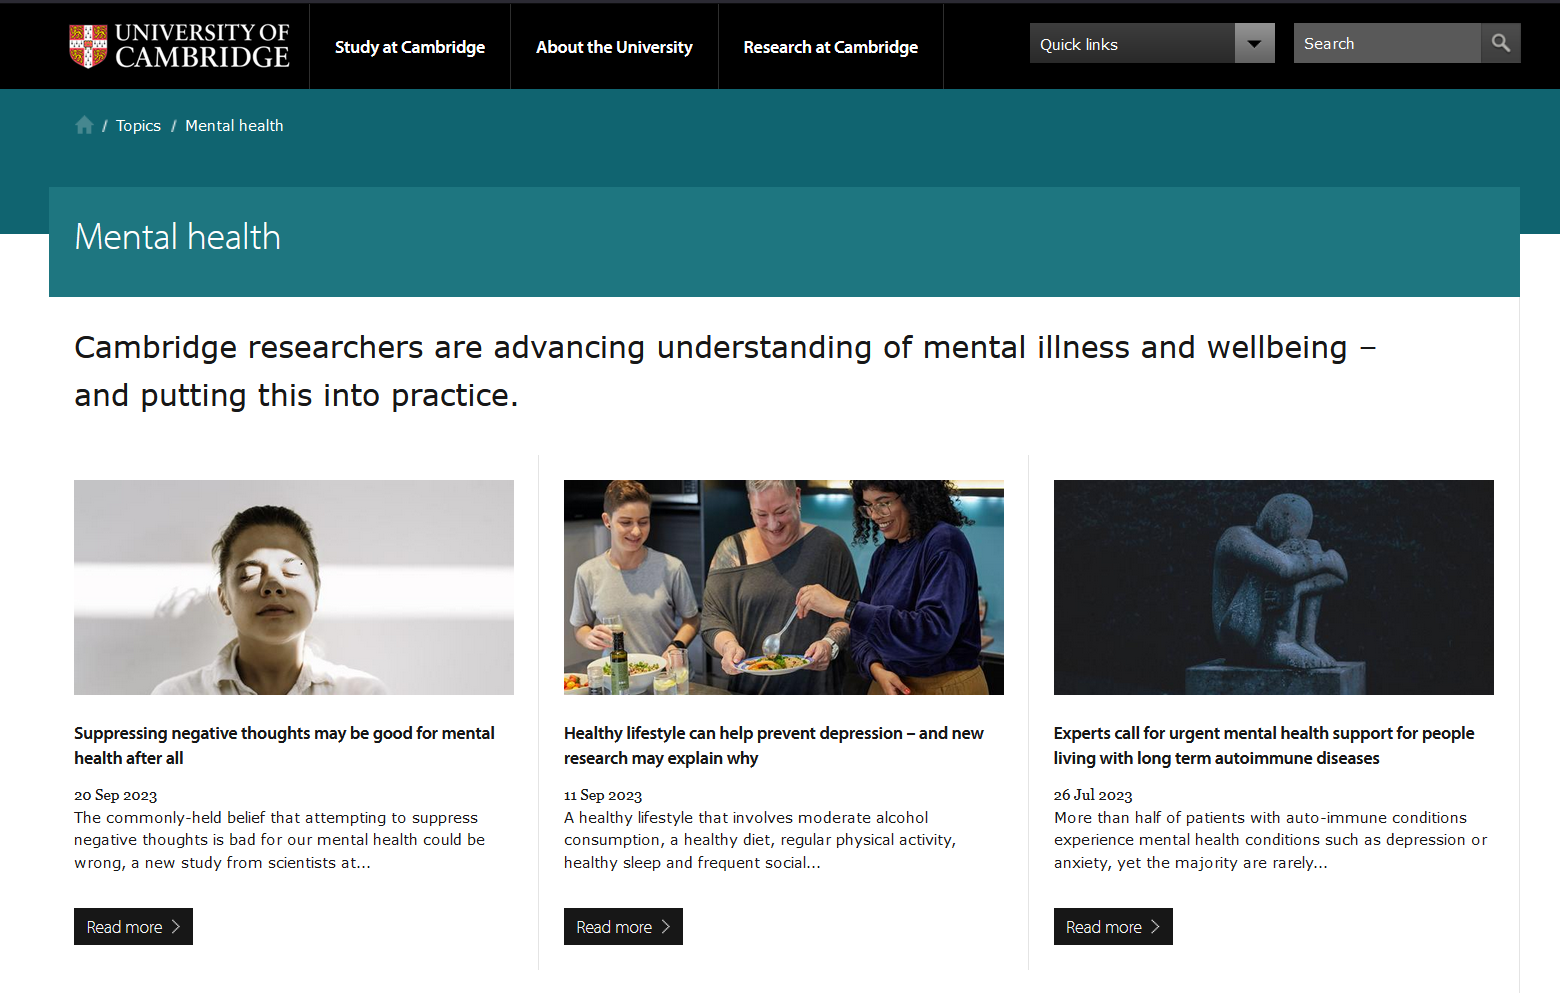 UNIVERSITY OF
CAMBRIDGE
Study at Cambridge
About the University
Research at Cambridge
Quick links
Search
/ Topics / Mental health
Mental health
Cambridge researchers are advancing understanding of mental illness and wellbeing –
and putting this into practice.
Suppressing negative thoughts may be good for mental
health after all
20 Sep 2023
The commonly-held belief that attempting to suppress
negative thoughts is bad for our mental health could be
wrong, a new study from scientists at...
Read more
Healthy lifestyle can help prevent depression – and new
research may explain why
11 Sep 2023
A healthy lifestyle that involves moderate alcohol
consumption, a healthy diet, regular physical activity,
healthy sleep and frequent social...
Read more
Experts call for urgent mental health support for people
living with long term autoimmune diseases
26 Jul 2023
More than half of patients with auto-immune conditions
experience mental health conditions such as depression or
anxiety, yet the majority are rarely...
Read more